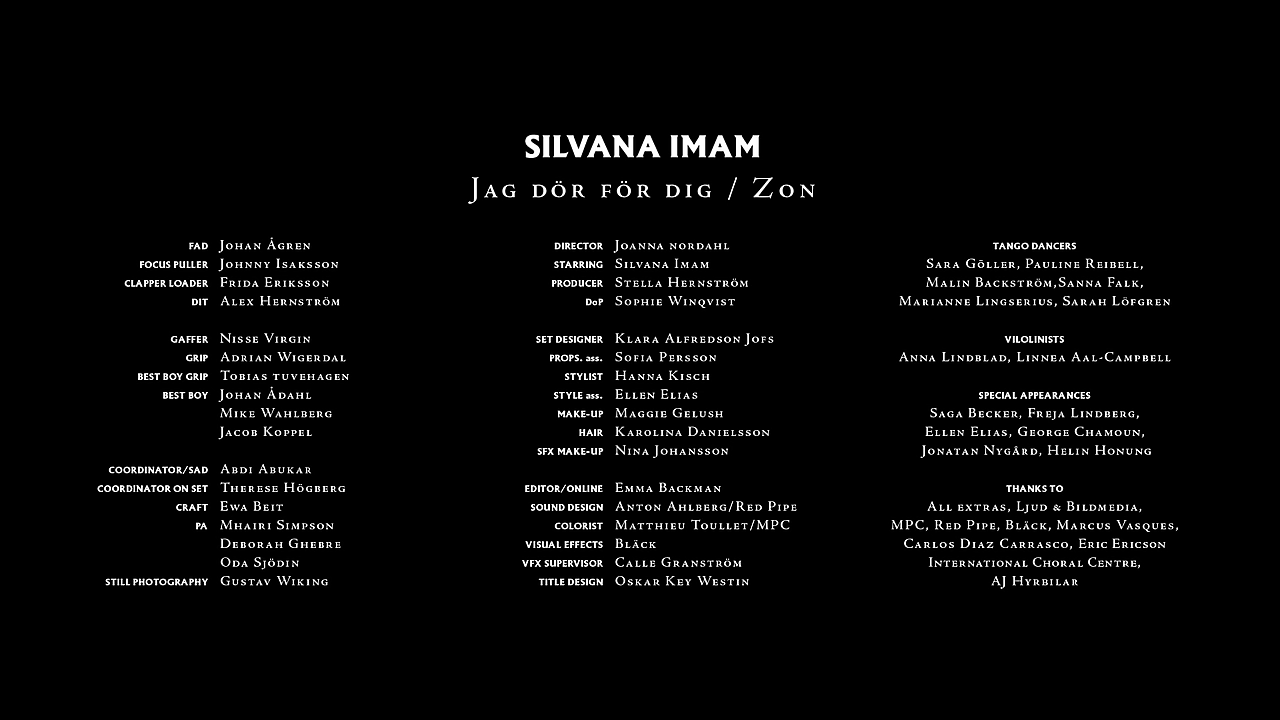 SILVANA IMAM
Jag dör för dig / Zon
FAD Johan Ågren
FOCUS PULLER Johnny Isaksson
CLAPPER LOADER Frida Eriksson
DIT Alex Hernström
GAFFER Nisse Virgin
GRIP Adrian Wigerdal
BEST BOY GRIP Tobias tuvehagen
BEST BOY Johan Ådahl
Mike Wahlberg
Jacob Koppel
COORDINATOR/SAD Abdi Abukar
COORDINATOR ON SET Therese Högberg
CRAFT Ewa Beit
PA Mhairi Simpson
Deborah Ghebre
Oda Sjödin
STILL PHOTOGRAPHY Gustav Wiking
DIRECTOR Joanna nordahl
STARRING Silvana Imam
PRODUCER Stella Hernström
DoP Sophie Winqvist
SET DESIGNER Klara Alfredson Jofs
PROPS. ass. Sofia Persson
STYLIST Hanna Kisch
STYLE ass. Ellen Elias
MAKE-UP Maggie Gelush
HAIR Karolina Danielsson
SFX MAKE-UP Nina Johansson
EDITOR/ONLINE Emma Backman
SOUND DESIGN Anton Ahlberg/Red Pipe
COLORIST Matthieu Toullet/MPC
VISUAL EFFECTS Bläck
VFX SUPERVISOR Calle Granström
TITLE DESIGN Oskar Key Westin
TANGO DANCERS
Sara Göller, Pauline Reibell,
Malin Backström,Sanna Falk,
Marianne Lingserius, Sarah Löfgren
VILOLINISTS
Anna Lindblad, Linnea Aal-Campbell
SPECIAL APPEARANCES
Saga Becker, Freja Lindberg,
Ellen Elias, George Chamoun,
Jonatan Nygård, Helin Honung
THANKS TO
All extras, Ljud & Bildmedia,
MPC, Red Pipe, Bläck, Marcus Vasques,
Carlos Diaz Carrasco, Eric Ericson
International Choral Centre,
AJ Hyrbilar